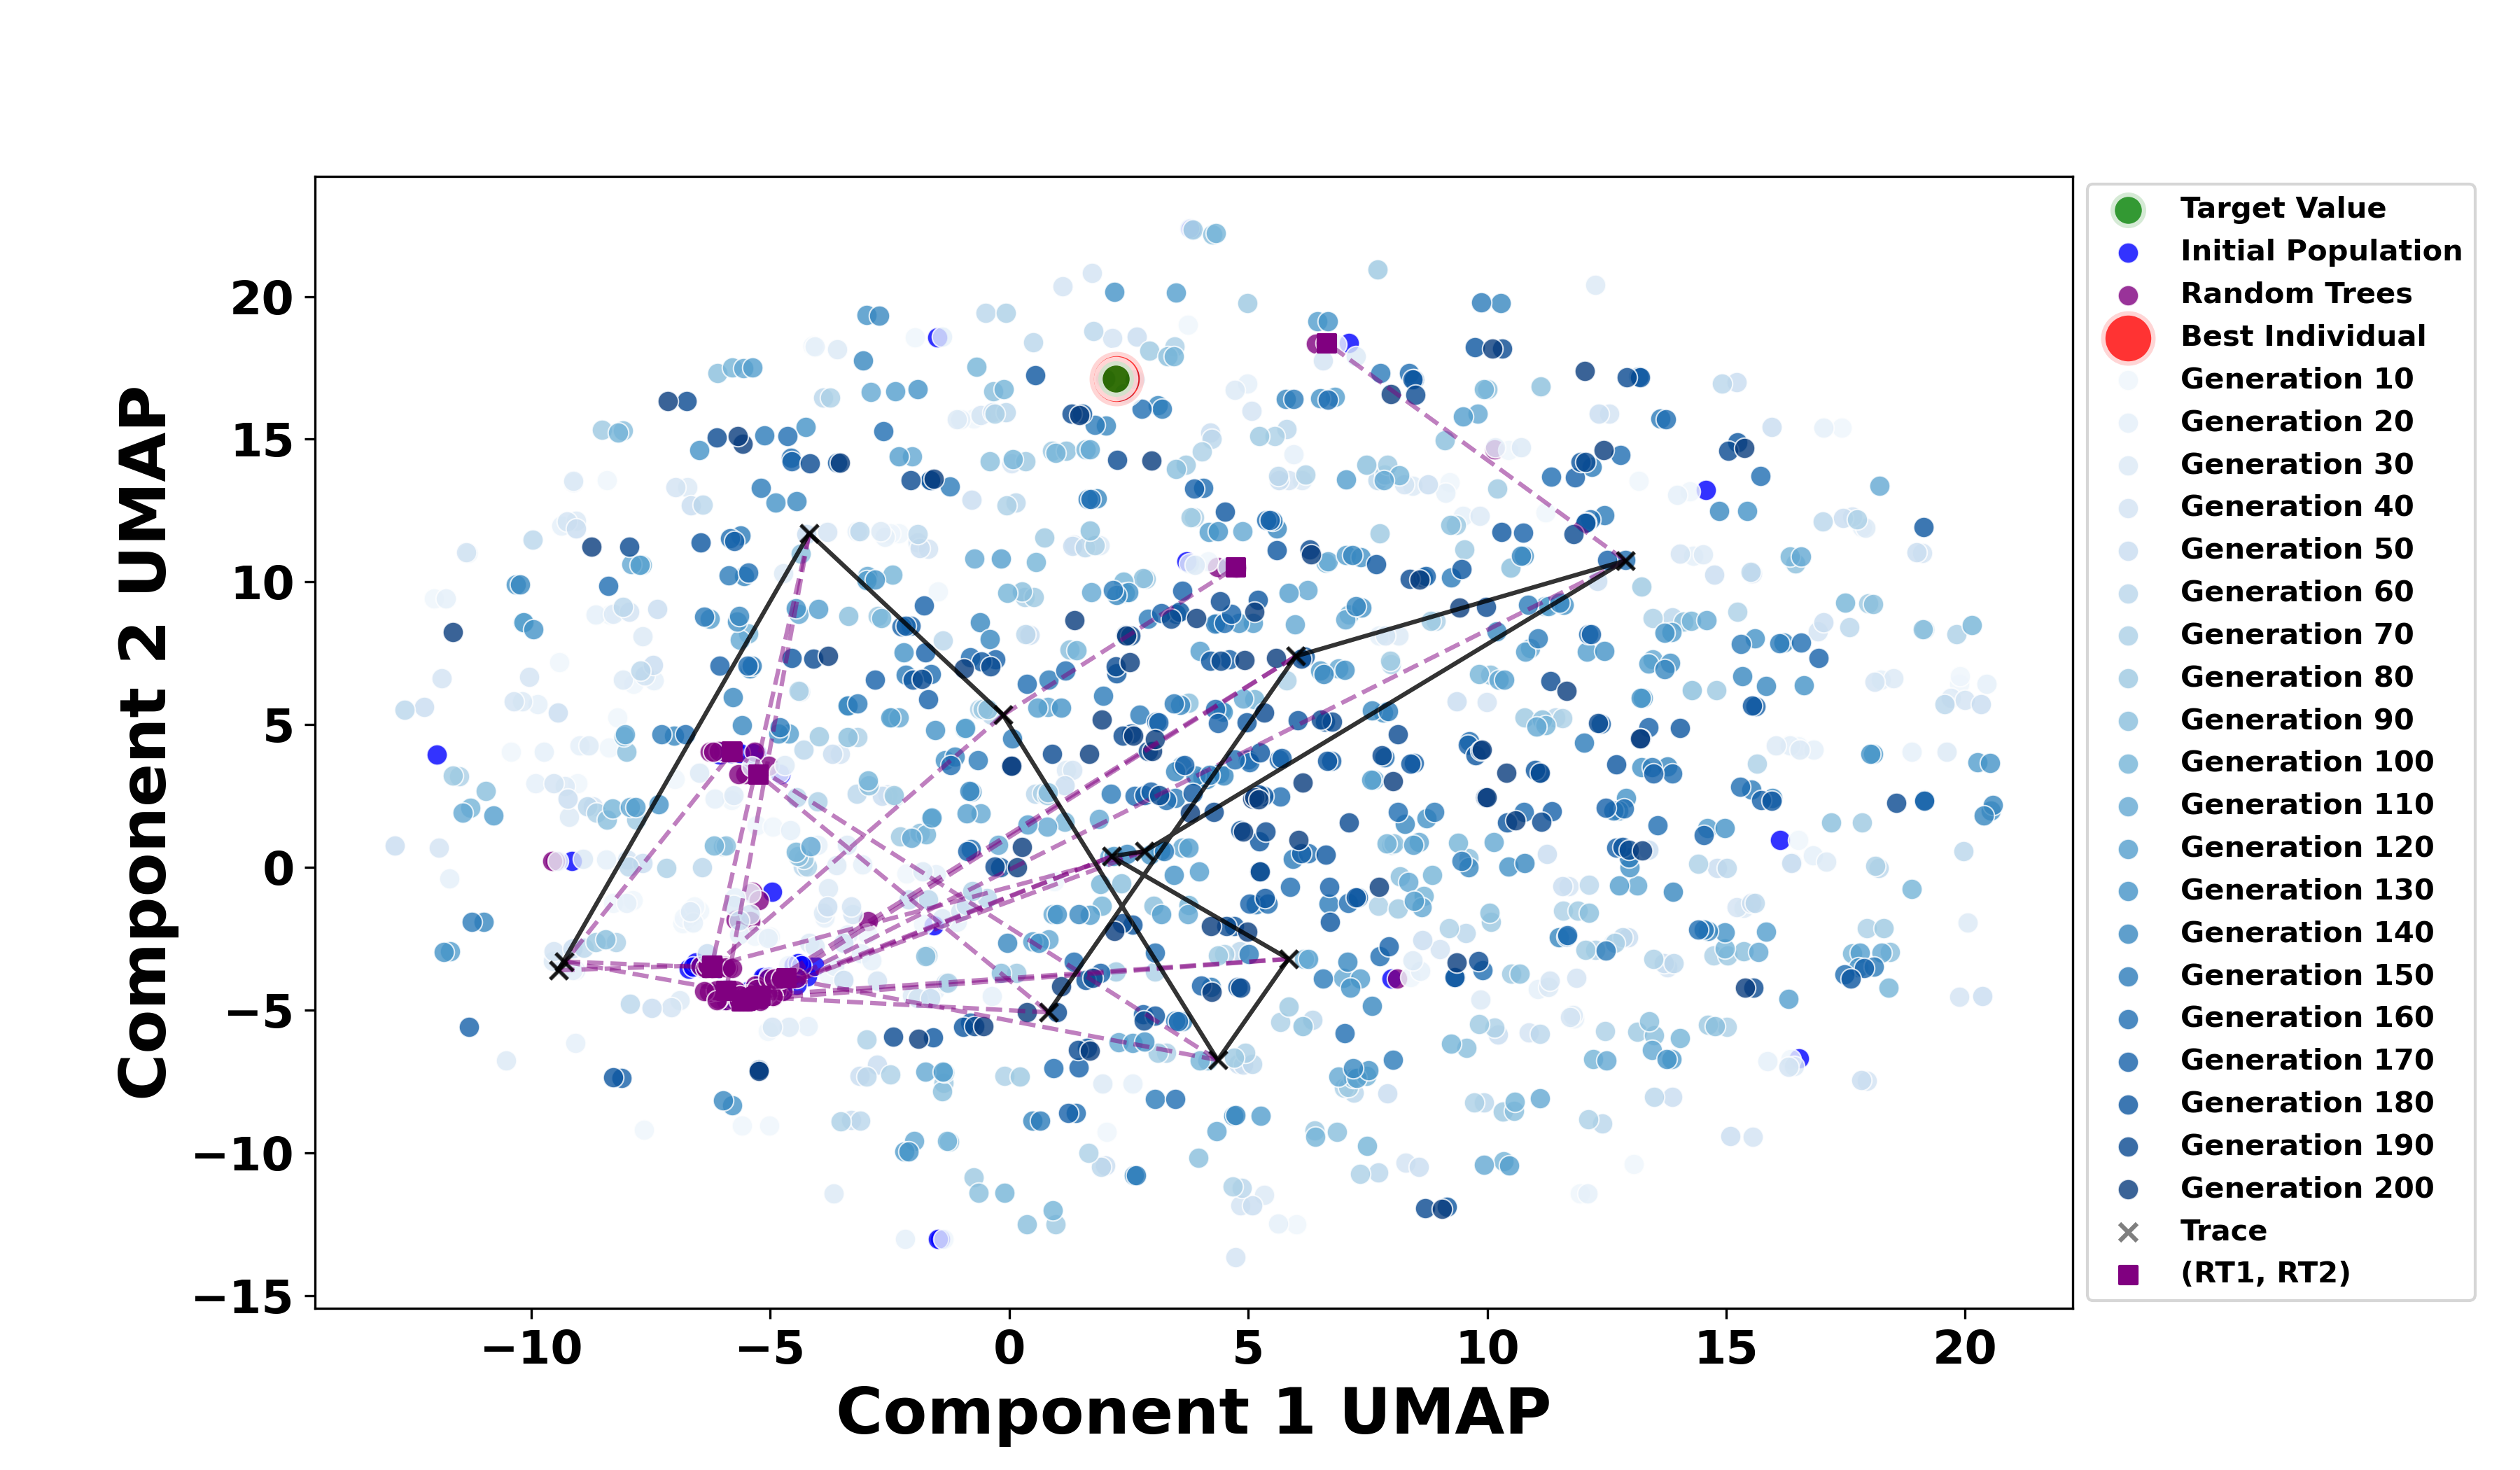 20
15
10
5
0
−5
−10
−15
−10
−5
0
5
10
15
20
Component 2 UMAP
Component 1 UMAP
Target Value
Initial Population
Random Trees
Best Individual
Generation 10
Generation 20
Generation 30
Generation 40
Generation 50
Generation 60
Generation 70
Generation 80
Generation 90
Generation 100
Generation 110
Generation 120
Generation 130
Generation 140
Generation 150
Generation 160
Generation 170
Generation 180
Generation 190
Generation 200
Trace
(RT1, RT2)